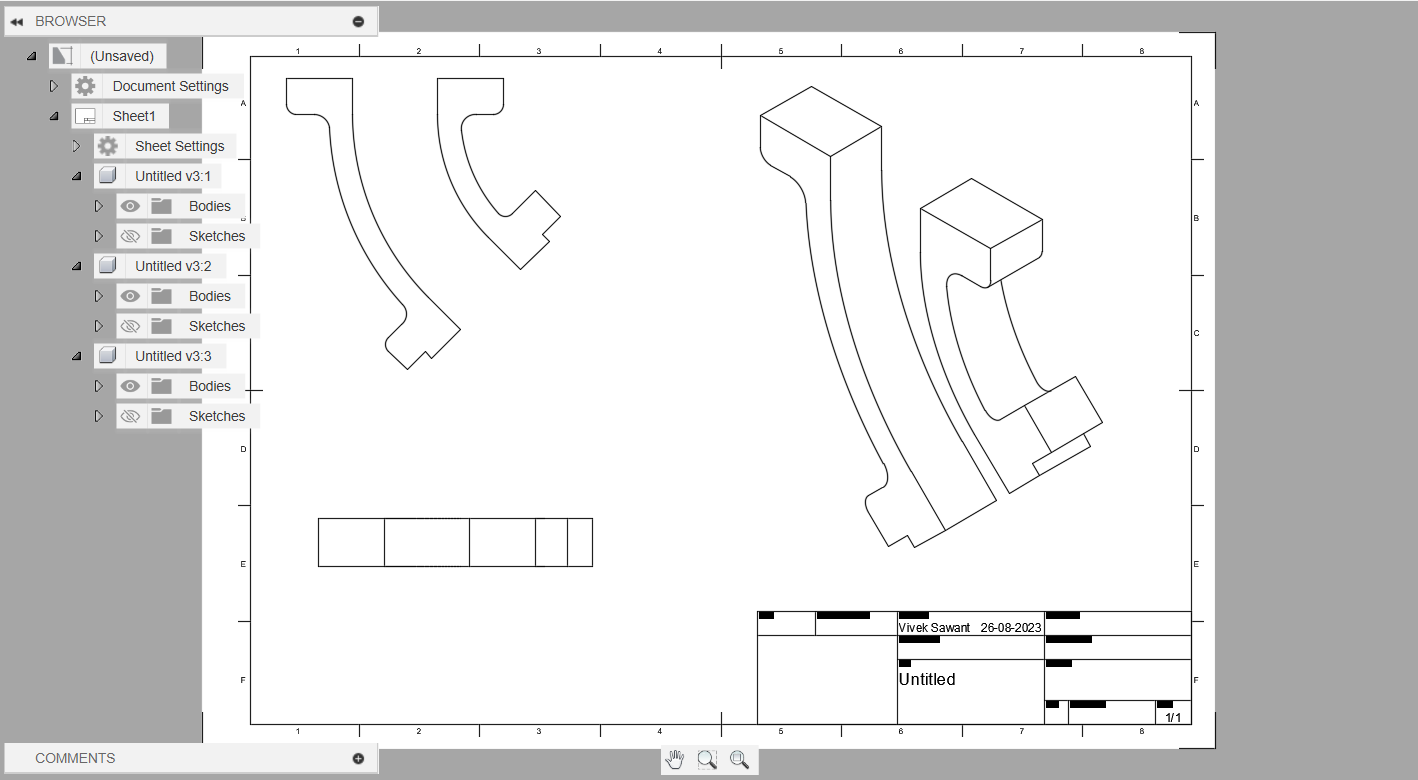 BROWSER
(Unsaved)
Document Settings
Sheet1
Sheet Settings
Untitled v3:1
Bodies
Sketches
Untitled v3:2
Bodies
Sketches
Untitled v3:3
Bodies
Sketches
COMMENTS
1 2 3 4 5 6 7 8
A A
B
C
D D
E E
F F
Vivek Sawant 26-08-2023
Untitled
1/1
1 2 3 4 5 6 7 8